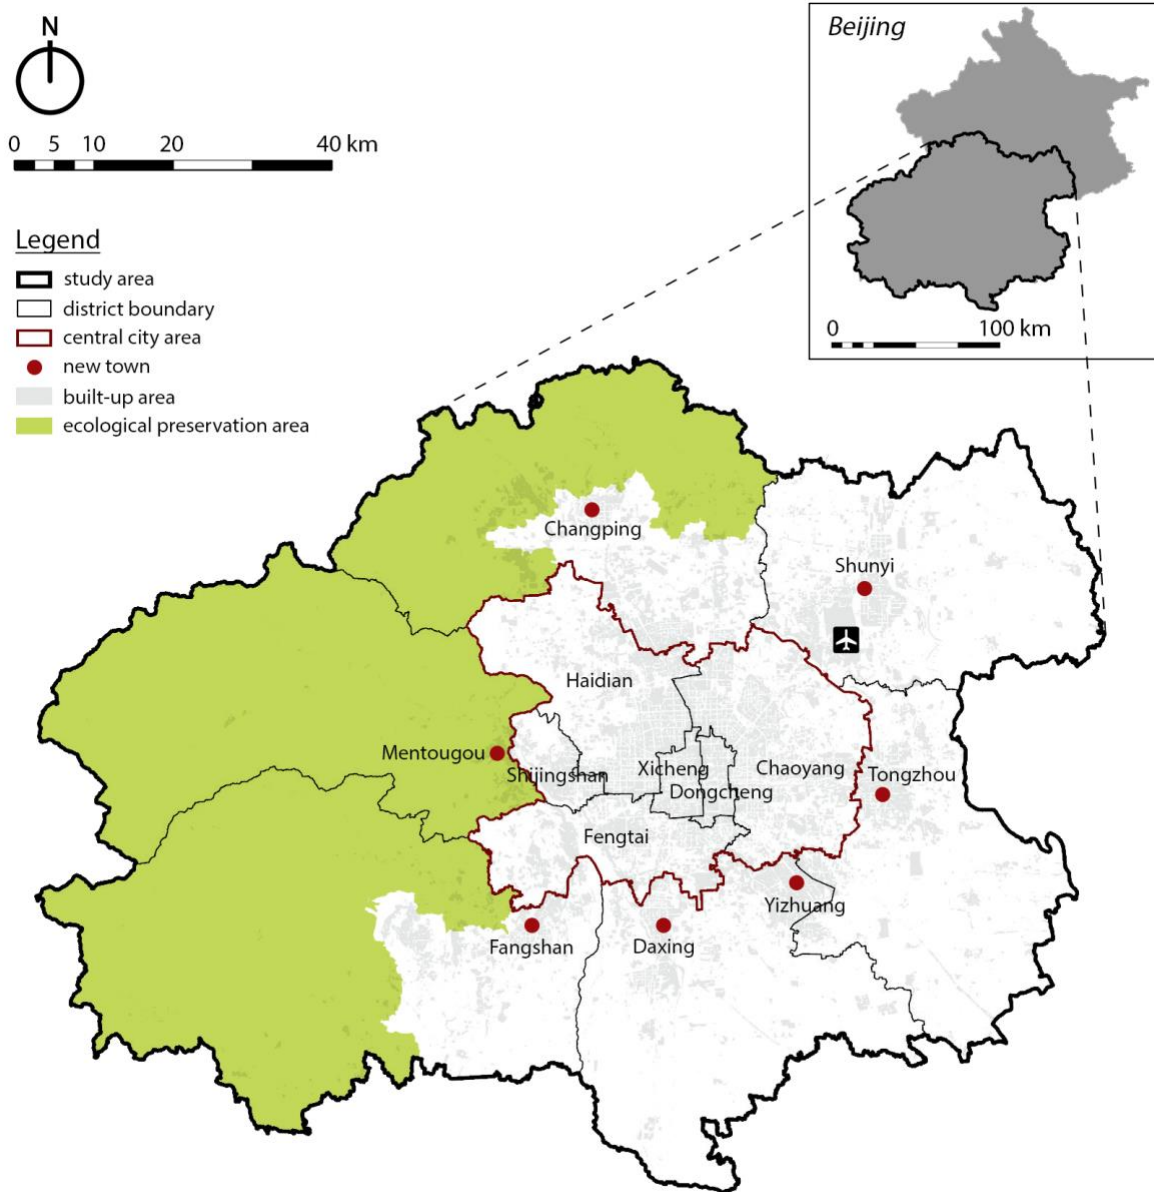 N
0 5 10 20 40 km
Beijing
0 100 km
Legend
study area
district boundary
central city area
new town
built-up area
ecological preservation area
Changping
Shunyi
Haidian
Mentougou
Shijingshan
Xicheng
Chaoyang
Dongcheng
Tongzhou
Fengtai
Yizhuang
Fangshan
Daxing